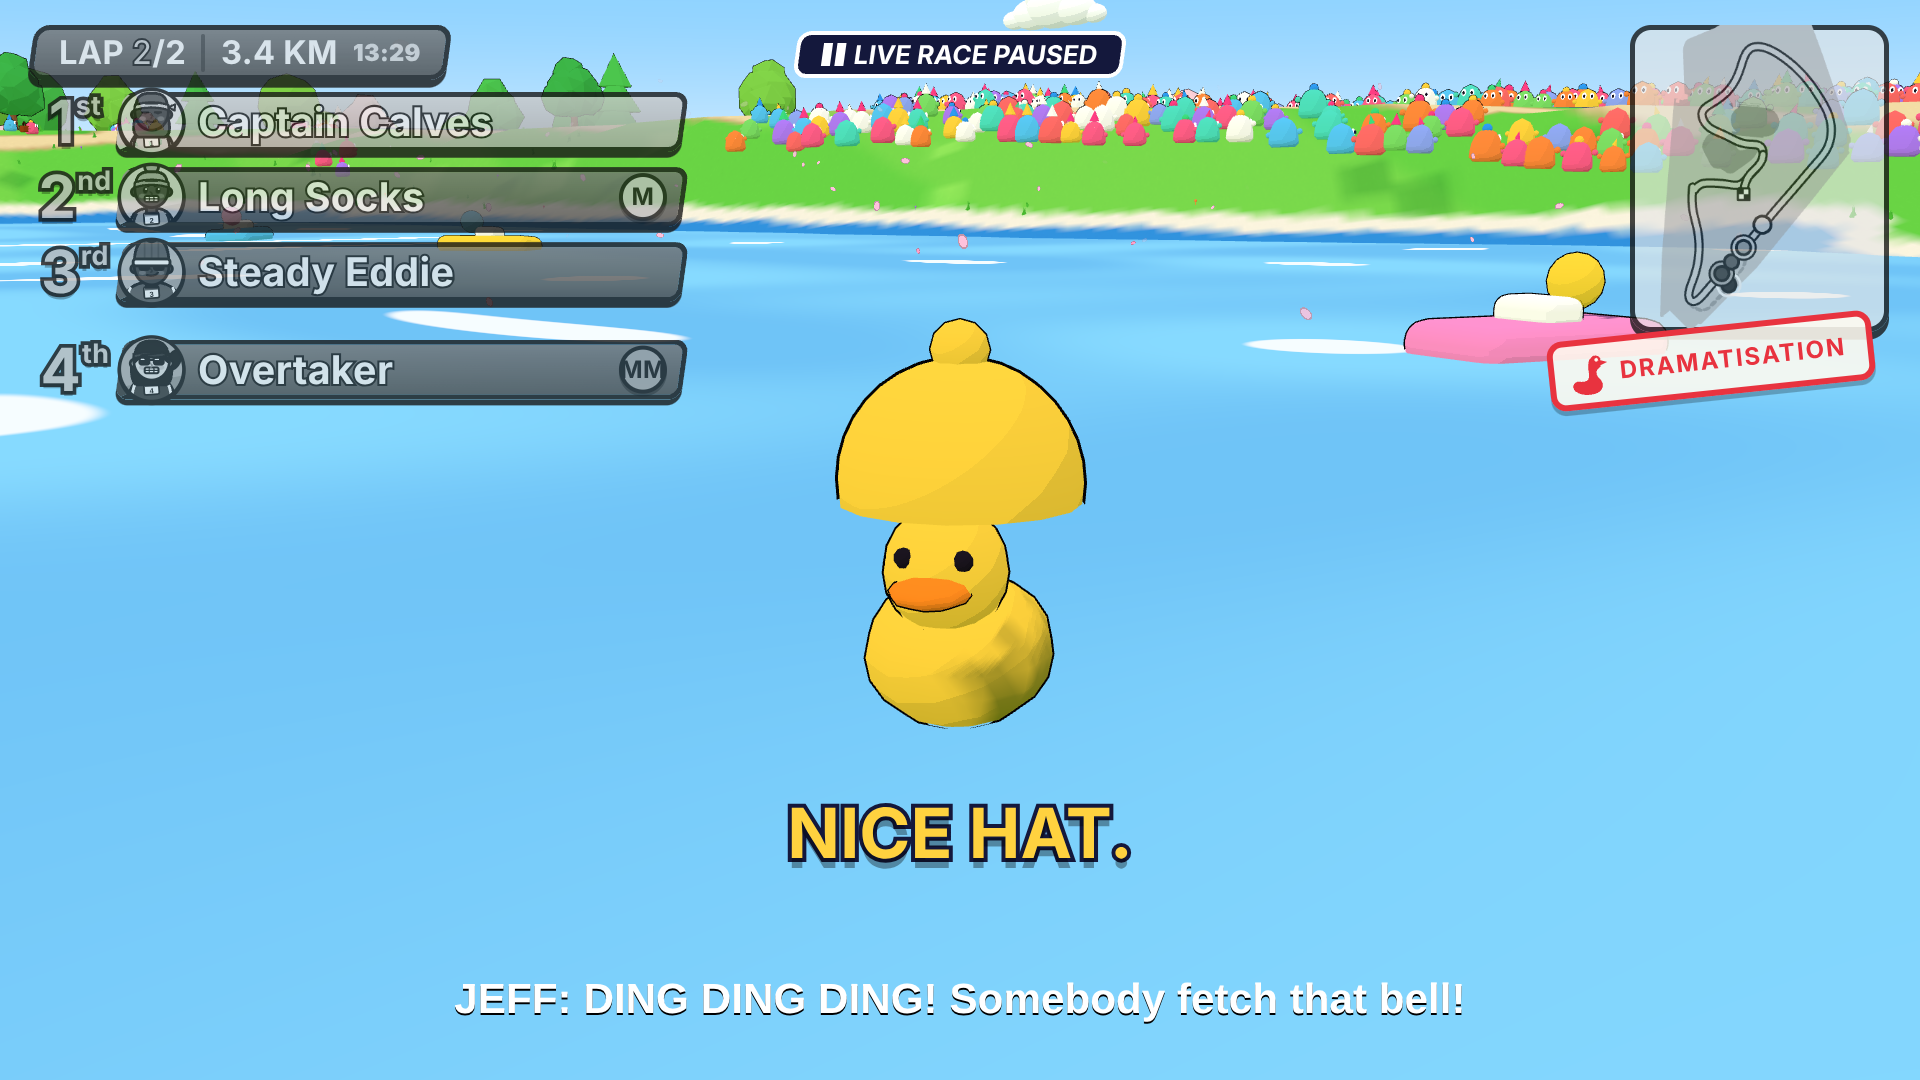 LAP 2/2 3.4 KM 13:29
LIVE RACE PAUSED
1st Captain Calves
2nd Long Socks M
3rd Steady Eddie
4th Overtaker MM
DRAMATISATION
NICE HAT.
JEFF: DING DING DING! Somebody fetch that bell!